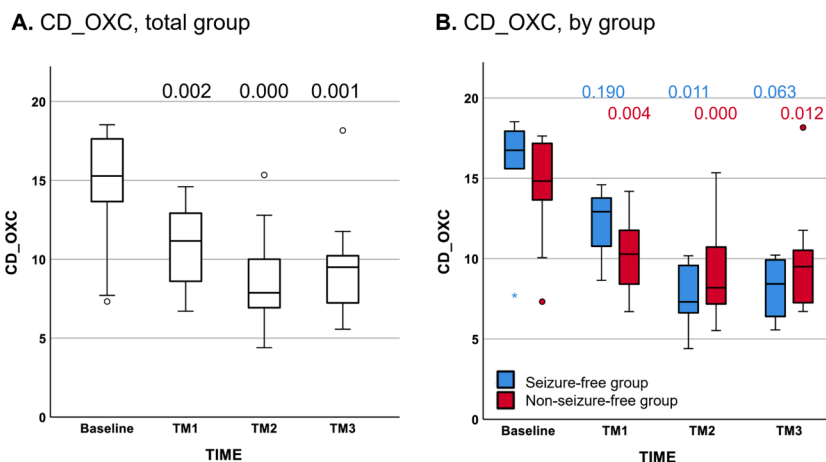 A. CD_OXC, total group
0.002 0.000 0.001
20
15
10
5
0
CD_OXC
Baseline TM1 TM2 TM3
TIME
B. CD_OXC, by group
0.190 0.011 0.063
0.004 0.000 0.012
20
15
10
5
0
CD_OXC
*
Seizure-free group
Non-seizure-free group
Baseline TM1 TM2 TM3
TIME